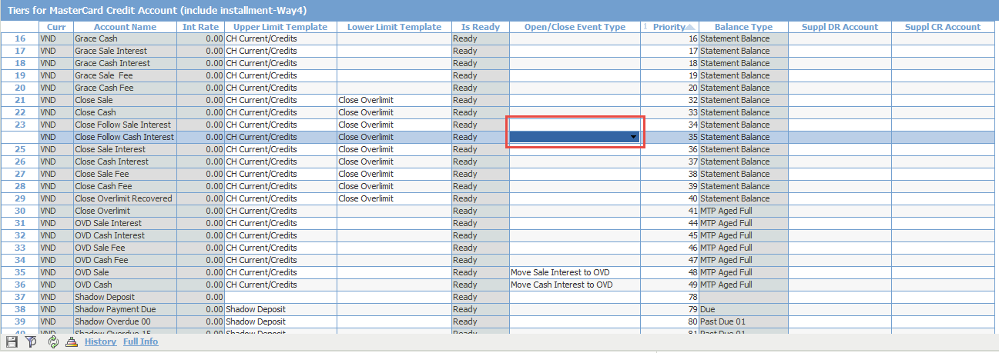 Tiers for MasterCard Credit Account (include installment-Way4)
Curr Account Name Int Rate Upper Limit Template Lower Limit Template Is Ready Open/Close Event Type 1 Priority Balance Type Suppl DR Account Suppl CR Account
16 VND Grace Cash 0.00 CH Current/Credits Ready 16 Statement Balance
17 VND Grace Sale Interest 0.00 CH Current/Credits Ready 17 Statement Balance
18 VND Grace Cash Interest 0.00 CH Current/Credits Ready 18 Statement Balance
19 VND Grace Sale Fee 0.00 CH Current/Credits Ready 19 Statement Balance
20 VND Grace Cash Fee 0.00 CH Current/Credits Ready 20 Statement Balance
21 VND Close Sale 0.00 CH Current/Credits Close Overlimit Ready 32 Statement Balance
22 VND Close Cash 0.00 CH Current/Credits Close Overlimit Ready 33 Statement Balance
23 VND Close Follow Sale Interest 0.00 CH Current/Credits Close Overlimit Ready 34 Statement Balance
VND Close Follow Cash Interest 0.00 CH Current/Credits Close Overlimit Ready 35 Statement Balance
25 VND Close Sale Interest 0.00 CH Current/Credits Close Overlimit Ready 36 Statement Balance
26 VND Close Cash Interest 0.00 CH Current/Credits Close Overlimit Ready 37 Statement Balance
27 VND Close Sale Fee 0.00 CH Current/Credits Close Overlimit Ready 38 Statement Balance
28 VND Close Cash Fee 0.00 CH Current/Credits Close Overlimit Ready 39 Statement Balance
29 VND Close Overlimit Recovered 0.00 CH Current/Credits Close Overlimit Ready 40 Statement Balance
30 VND Close Overlimit 0.00 CH Current/Credits Ready 41 MTP Aged Full
31 VND OVD Sale Interest 0.00 CH Current/Credits Ready 44 MTP Aged Full
32 VND OVD Cash Interest 0.00 CH Current/Credits Ready 45 MTP Aged Full
33 VND OVD Sale Fee 0.00 CH Current/Credits Ready 46 MTP Aged Full
34 VND OVD Cash Fee 0.00 CH Current/Credits Ready 47 MTP Aged Full
35 VND OVD Sale 0.00 CH Current/Credits Ready Move Sale Interest to OVD 48 MTP Aged Full
36 VND OVD Cash 0.00 CH Current/Credits Ready Move Cash Interest to OVD 49 MTP Aged Full
37 VND Shadow Deposit 0.00 Ready 78
38 VND Shadow Payment Due 0.00 Shadow Deposit Ready 79 Due
39 VND Shadow Overdue 00 0.00 Shadow Deposit Ready 80 Past Due 01
40 VND Shadow Overdue 15 0.00 Shadow Deposit Ready 81 Past Due 01
History Full Info